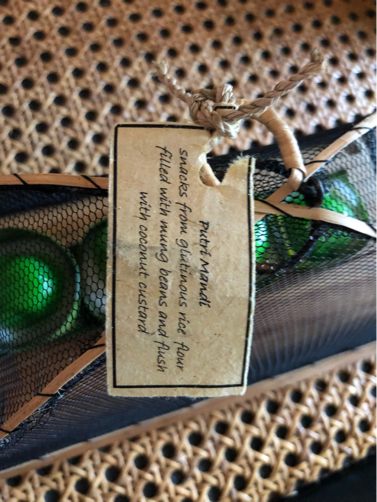 Putri Mandi
snacks from glutinous rice flour
filled with mung beans and flush
with coconut custard